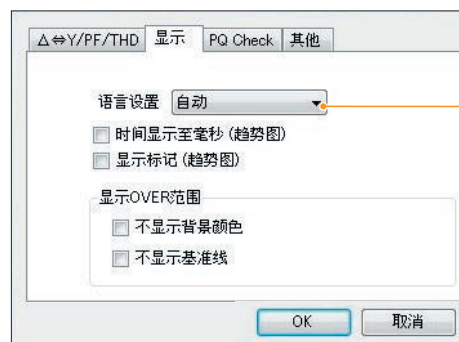 Δ⇔Y/PF/THD 显示 PQ Check 其他
语言设置 自动
时间显示至毫秒 (趋势图)
显示标记 (趋势图)
显示OVER范围
不显示背景颜色
不显示基准线
OK 取消